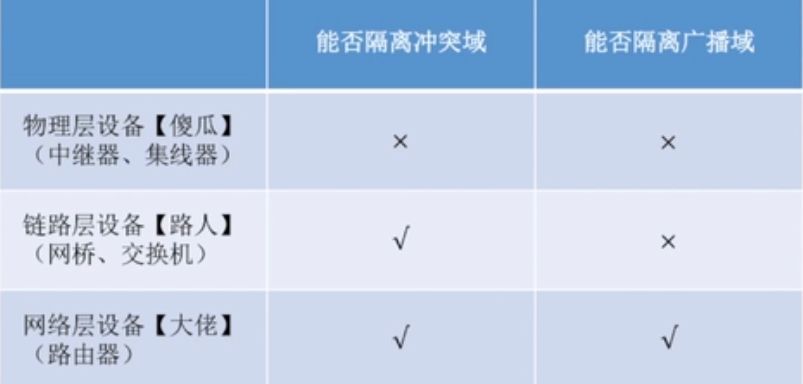 能否隔离冲突域
能否隔离广播域
物理层设备【傻瓜】
（中继器、集线器）
×
×
链路层设备【路人】
（网桥、交换机）
√
×
网络层设备【大佬】
（路由器）
√
√